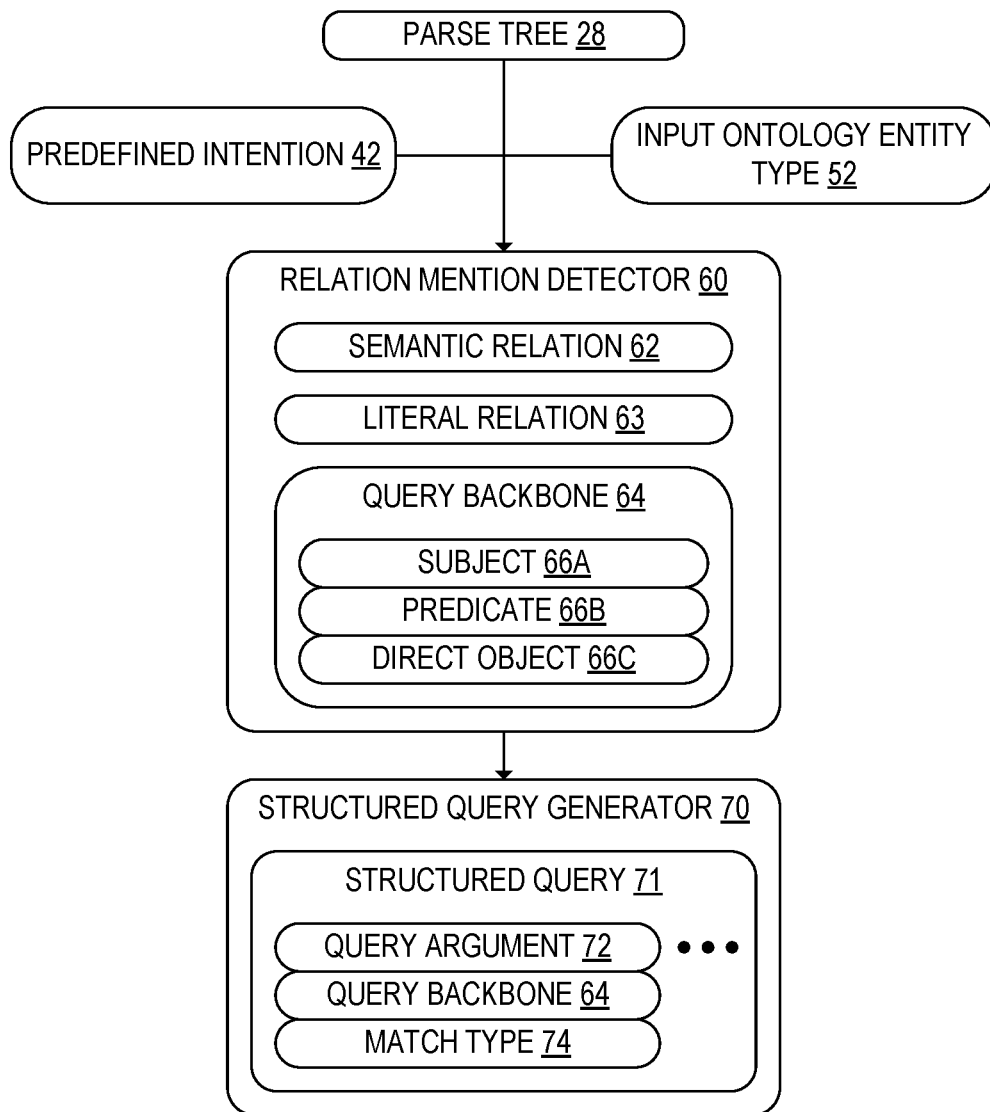 PARSE TREE 28
PREDEFINED INTENTION 42
INPUT ONTOLOGY ENTITY
TYPE 52
RELATION MENTION DETECTOR 60
SEMANTIC RELATION 62
LITERAL RELATION 63
QUERY BACKBONE 64
SUBJECT 66A
PREDICATE 66B
DIRECT OBJECT 66C
STRUCTURED QUERY GENERATOR 70
STRUCTURED QUERY 71
QUERY ARGUMENT 72
QUERY BACKBONE 64
MATCH TYPE 74